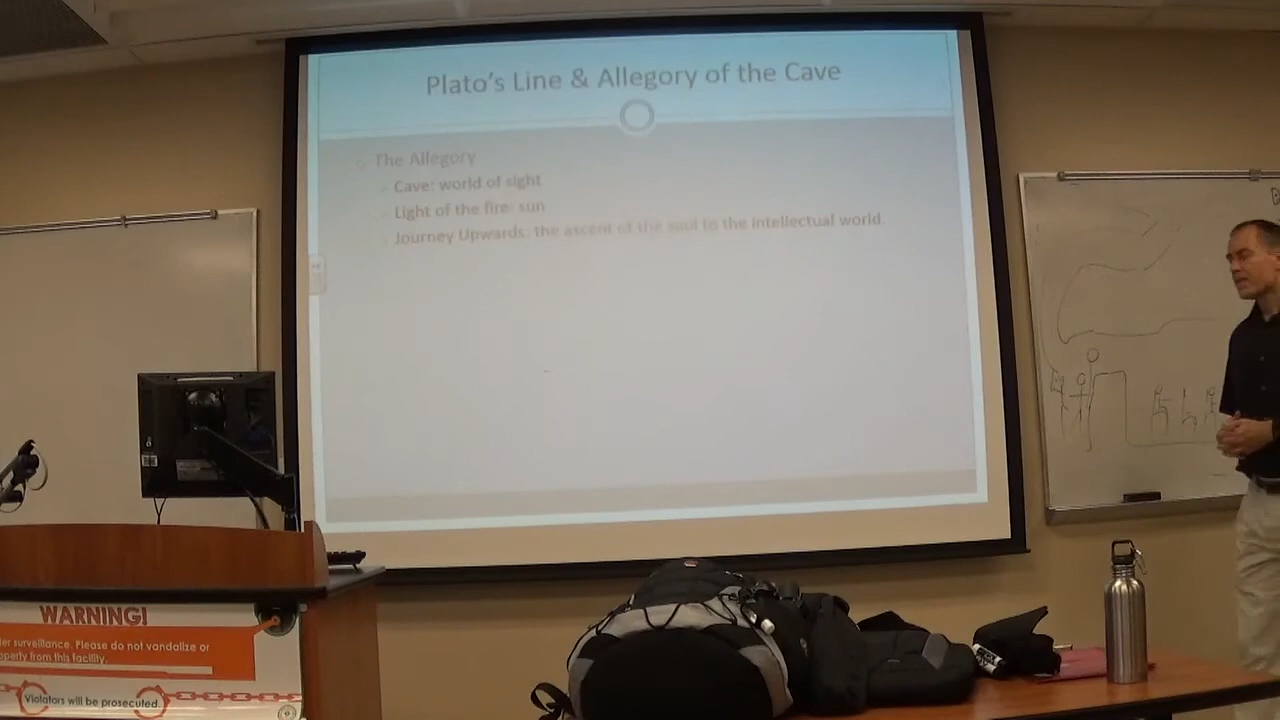 Plato's Line & Allegory of the Cave
The Allegory
Cave: world of sight
Light of the fire: sun
Journey Upwards: the ascent of the soul to the intellectual world
WARNING!
surveillance. Please do not vandalize or
from this facility.
Violators will be prosecuted.